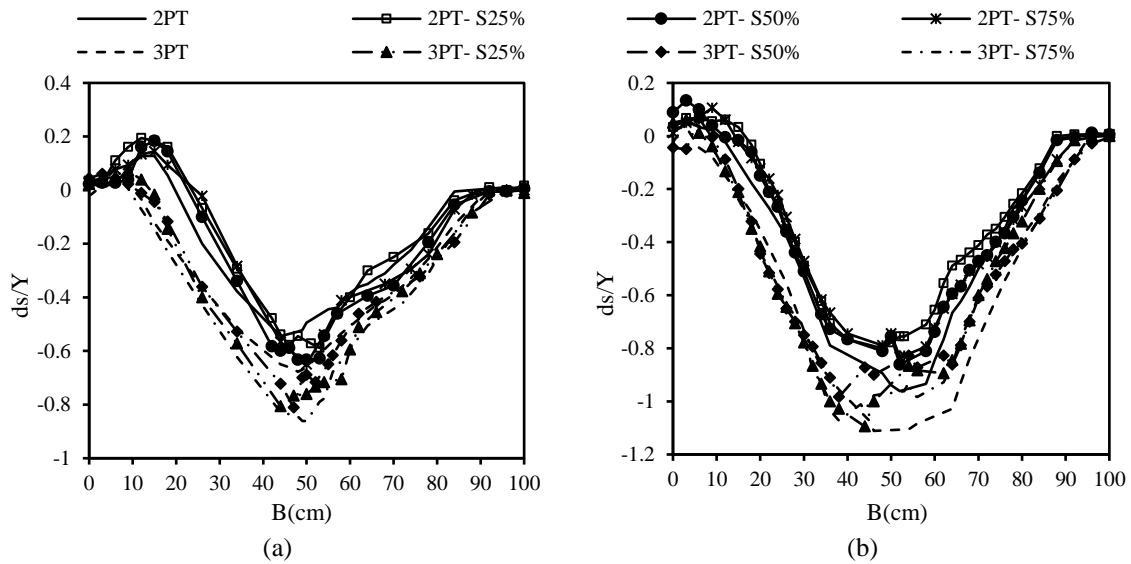 2PT 2PT- S25% 2PT- S50% 2PT- S75%
3PT 3PT- S25% 3PT- S50% 3PT- S75%
0.4
0.2
0
-0.2
-0.4
-0.6
-0.8
-1
ds/Y
0 10 20 30 40 50 60 70 80 90 100
B(cm)
(a)
0.2
0
-0.2
-0.4
-0.6
-0.8
-1
-1.2
ds/Y
0 10 20 30 40 50 60 70 80 90 100
B(cm)
(b)